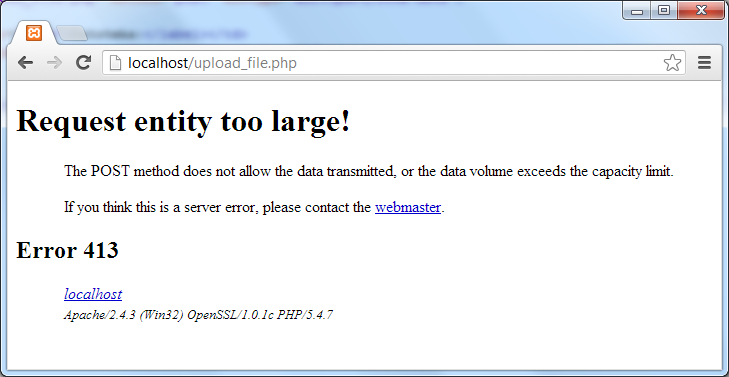 localhost/upload_file.php
Request entity too large!
The POST method does not allow the data transmitted, or the data volume exceeds the capacity limit.
If you think this is a server error, please contact the webmaster.
Error 413
localhost
Apache/2.4.3 (Win32) OpenSSL/1.0.1c PHP/5.4.7